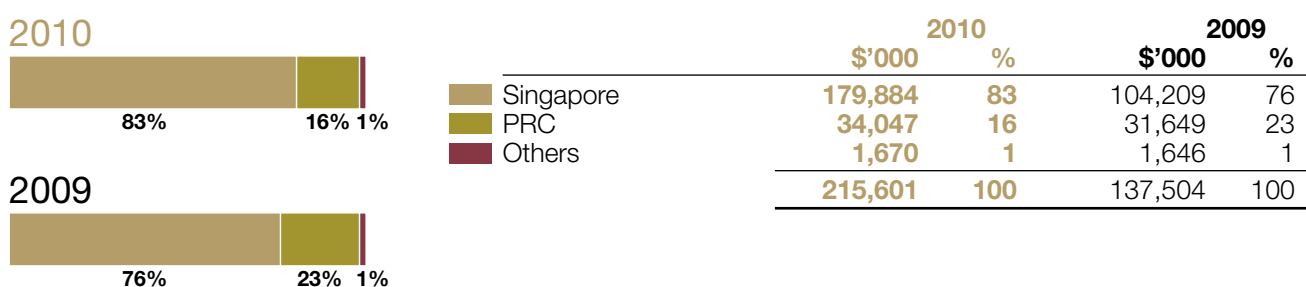 2010
83% 16% 1%
2009
76% 23% 1%
2010 2009
$’000 % $’000 %
Singapore 179,884 83 104,209 76
PRC 34,047 16 31,649 23
Others 1,670 1 1,646 1
215,601 100 137,504 100